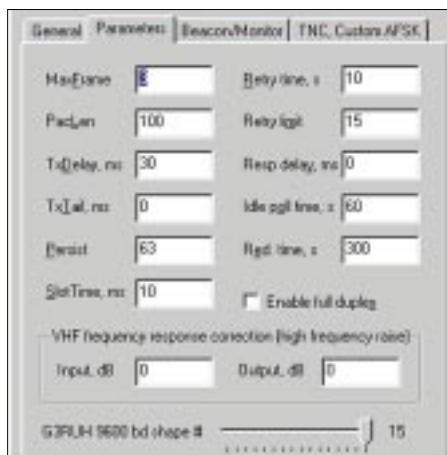 General Parameters Beacon/Monitor TNC, Custom AFSK
MaxFrame Retry time, s 10
PacLen 100 Retry limit 15
TxDelay, ms 30 Resp delay, ms 0
TxTail, ms 0 Idle poll time, s 60
Persist 63 Red. time, s 300
SlotTime, ms 10 Enable full duplex
VHF frequency response correction (high frequency raise)
Input, dB 0 Output, dB 0
G3RUH 9600 bd shape # 15